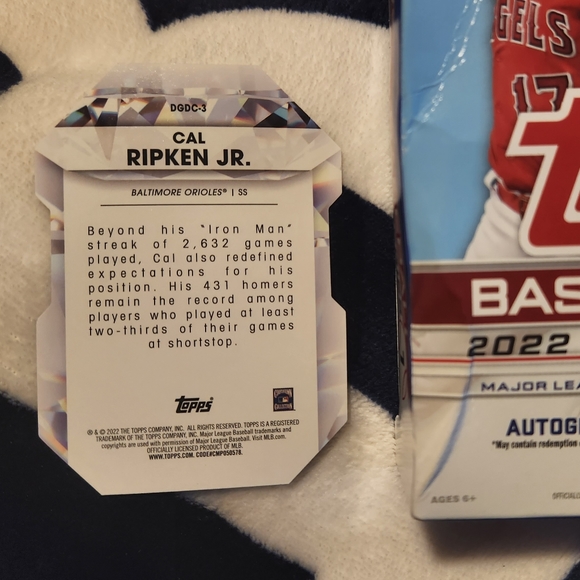 DGDC-3
CAL
RIPKEN JR.
BALTIMORE ORIOLES® | SS
Beyond his "Iron Man"
streak of 2,632 games
played, Cal also redefined
expectations for his
position. His 431 homers
remain the record among
players who played at least
two-thirds of their games
at shortstop.
Topps
® & © 2022 THE TOPPS COMPANY, INC. ALL RIGHTS RESERVED. TOPPS IS A REGISTERED
TRADEMARK OF THE TOPPS COMPANY, INC. Major League Baseball trademarks and
copyrights are used with permission of Major League Baseball. Visit MLB.com.
OFFICIALLY LICENSED PRODUCT OF MLB.
WWW.TOPPS.COM. CODE#CMP050578.
GELS
17
BAS
2022
MAJOR LEA
AUTOG
*May contain redemption
AGES 6+